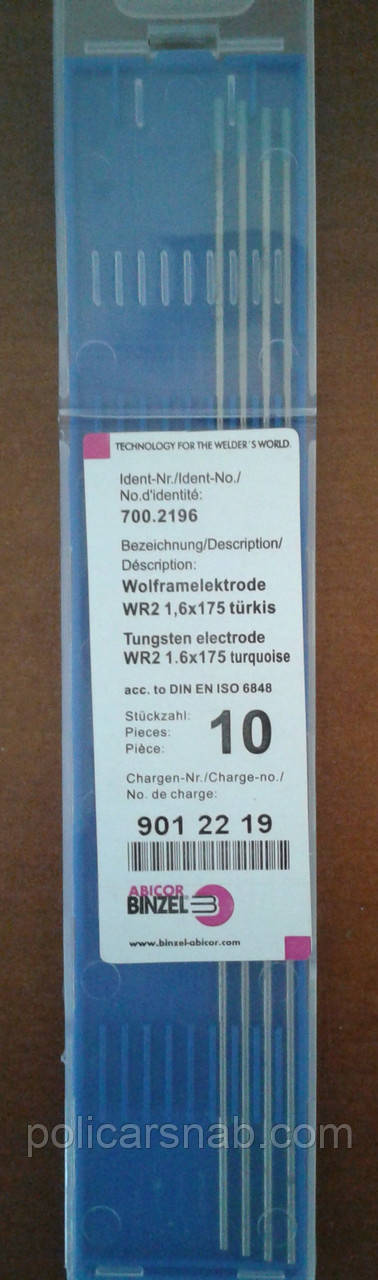 TECHNOLOGY FOR THE WELDER'S WORLD.
Ident-Nr./Ident-No./
No.d'identité:
700.2196
Bezeichnung/Description/
Déscription:
Wolframelektrode
WR2 1,6x175 türkis
Tungsten electrode
WR2 1.6x175 turquoise
acc. to DIN EN ISO 6848
Stückzahl:
Pieces:
Pièce:
10
Chargen-Nr./Charge-no./
No. de charge:
901 22 19
ABICOR
BINZEL
www.binzel-abicor.com
policarsnab.com